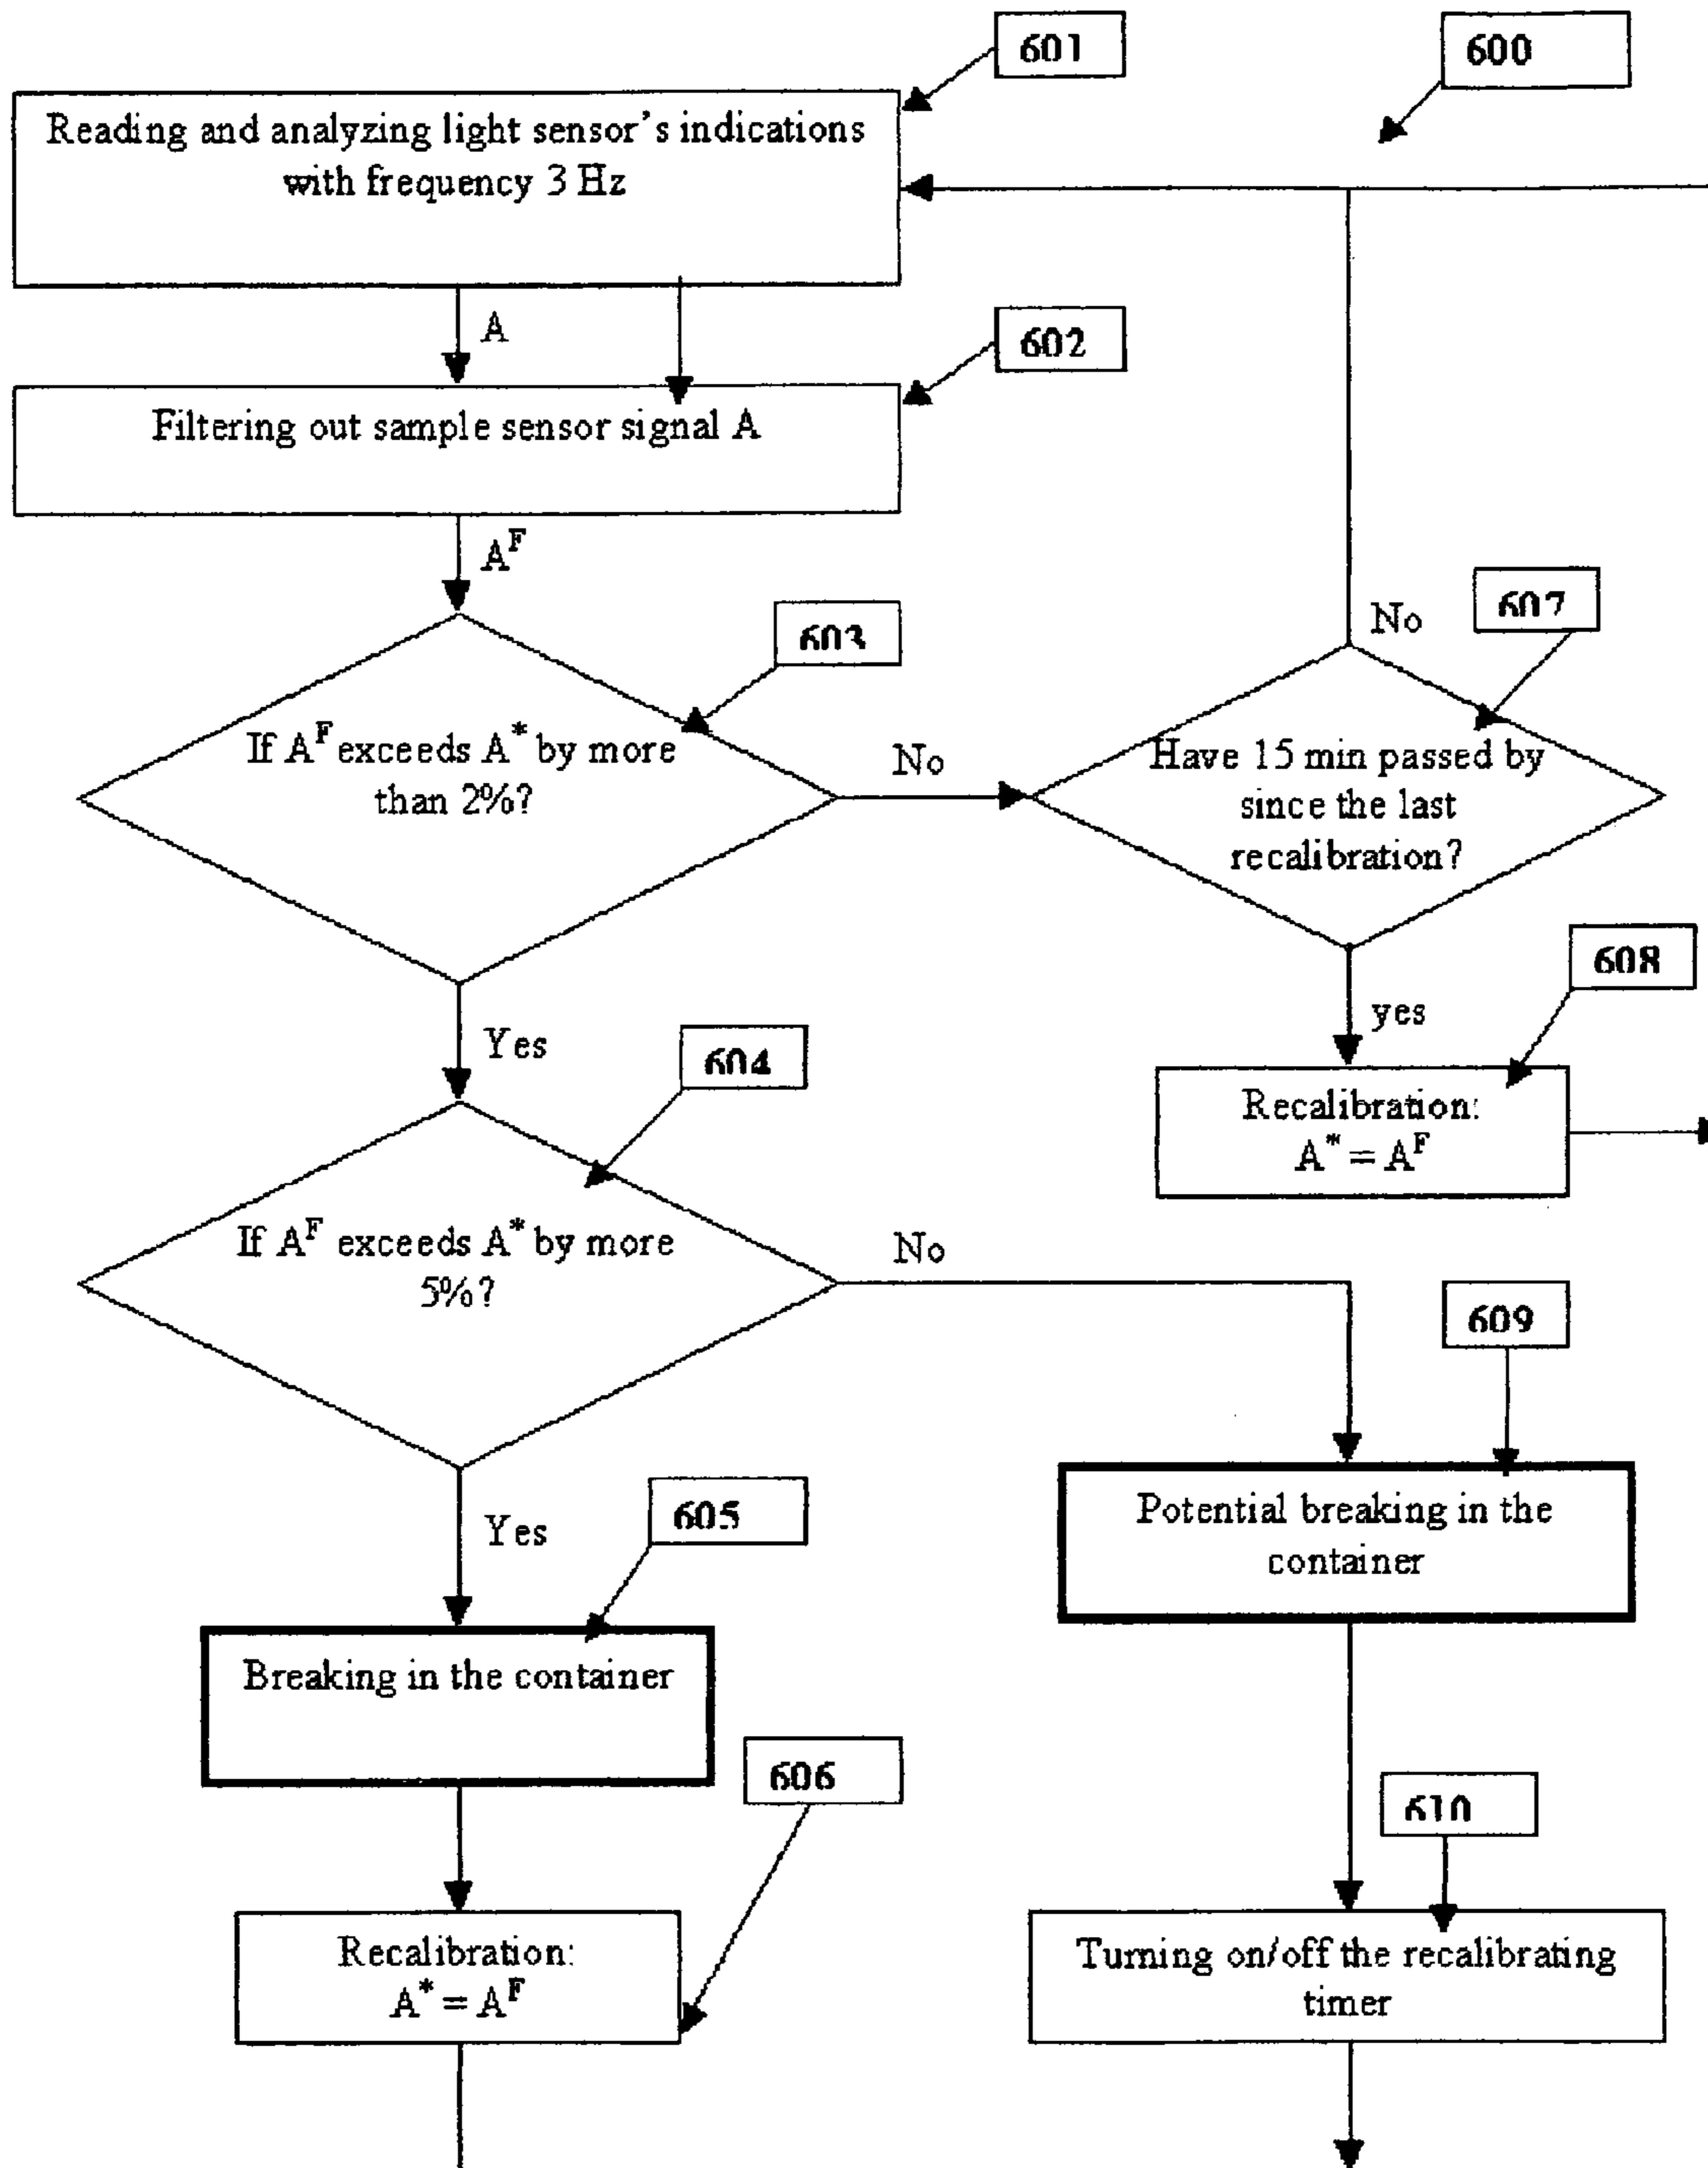 601
600
Reading and analyzing light sensor's indications
with frequency 3 Hz
A
602
Filtering out sample sensor signal A
A^F
603
607
No
If A^F exceeds A* by more
than 2%?
No
Have 15 min passed by
since the last
recalibration?
608
yes
Yes
604
Recalibration:
A* = A^F
If A^F exceeds A* by more
5%?
No
609
605
Yes
Potential breaking in the
container
Breaking in the container
606
610
Recalibration:
A* = A^F
Turning on/off the recalibrating
timer